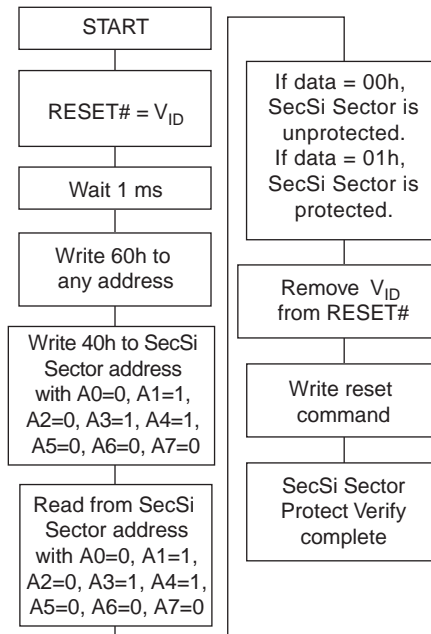 START
RESET# = VID
Wait 1 ms
Write 60h to
any address
Write 40h to SecSi
Sector address
with A0=0, A1=1,
A2=0, A3=1, A4=1,
A5=0, A6=0, A7=0
Read from SecSi
Sector address
with A0=0, A1=1,
A2=0, A3=1, A4=1,
A5=0, A6=0, A7=0
If data = 00h,
SecSi Sector is
unprotected.
If data = 01h,
SecSi Sector is
protected.
Remove VID
from RESET#
Write reset
command
SecSi Sector
Protect Verify
complete